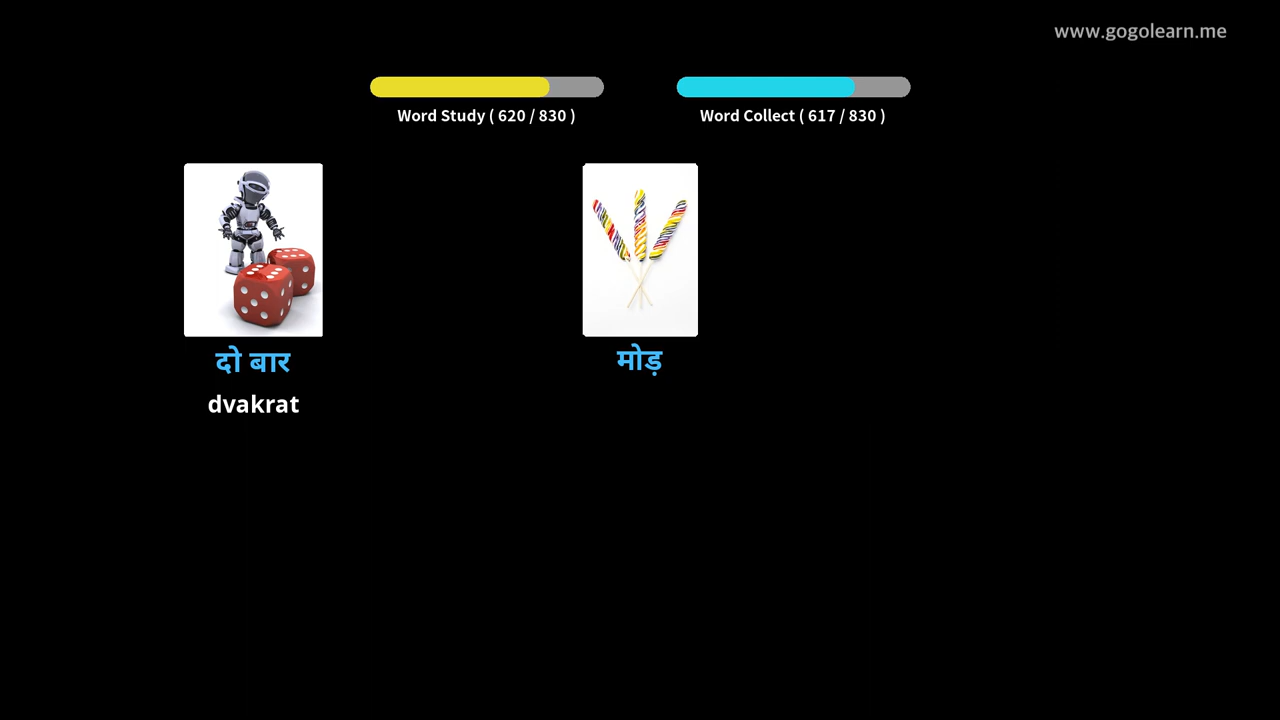 www.gogolearn.me
Word Study ( 620 / 830 )
Word Collect ( 617 / 830 )
दो बार
मोड़
dvakrat